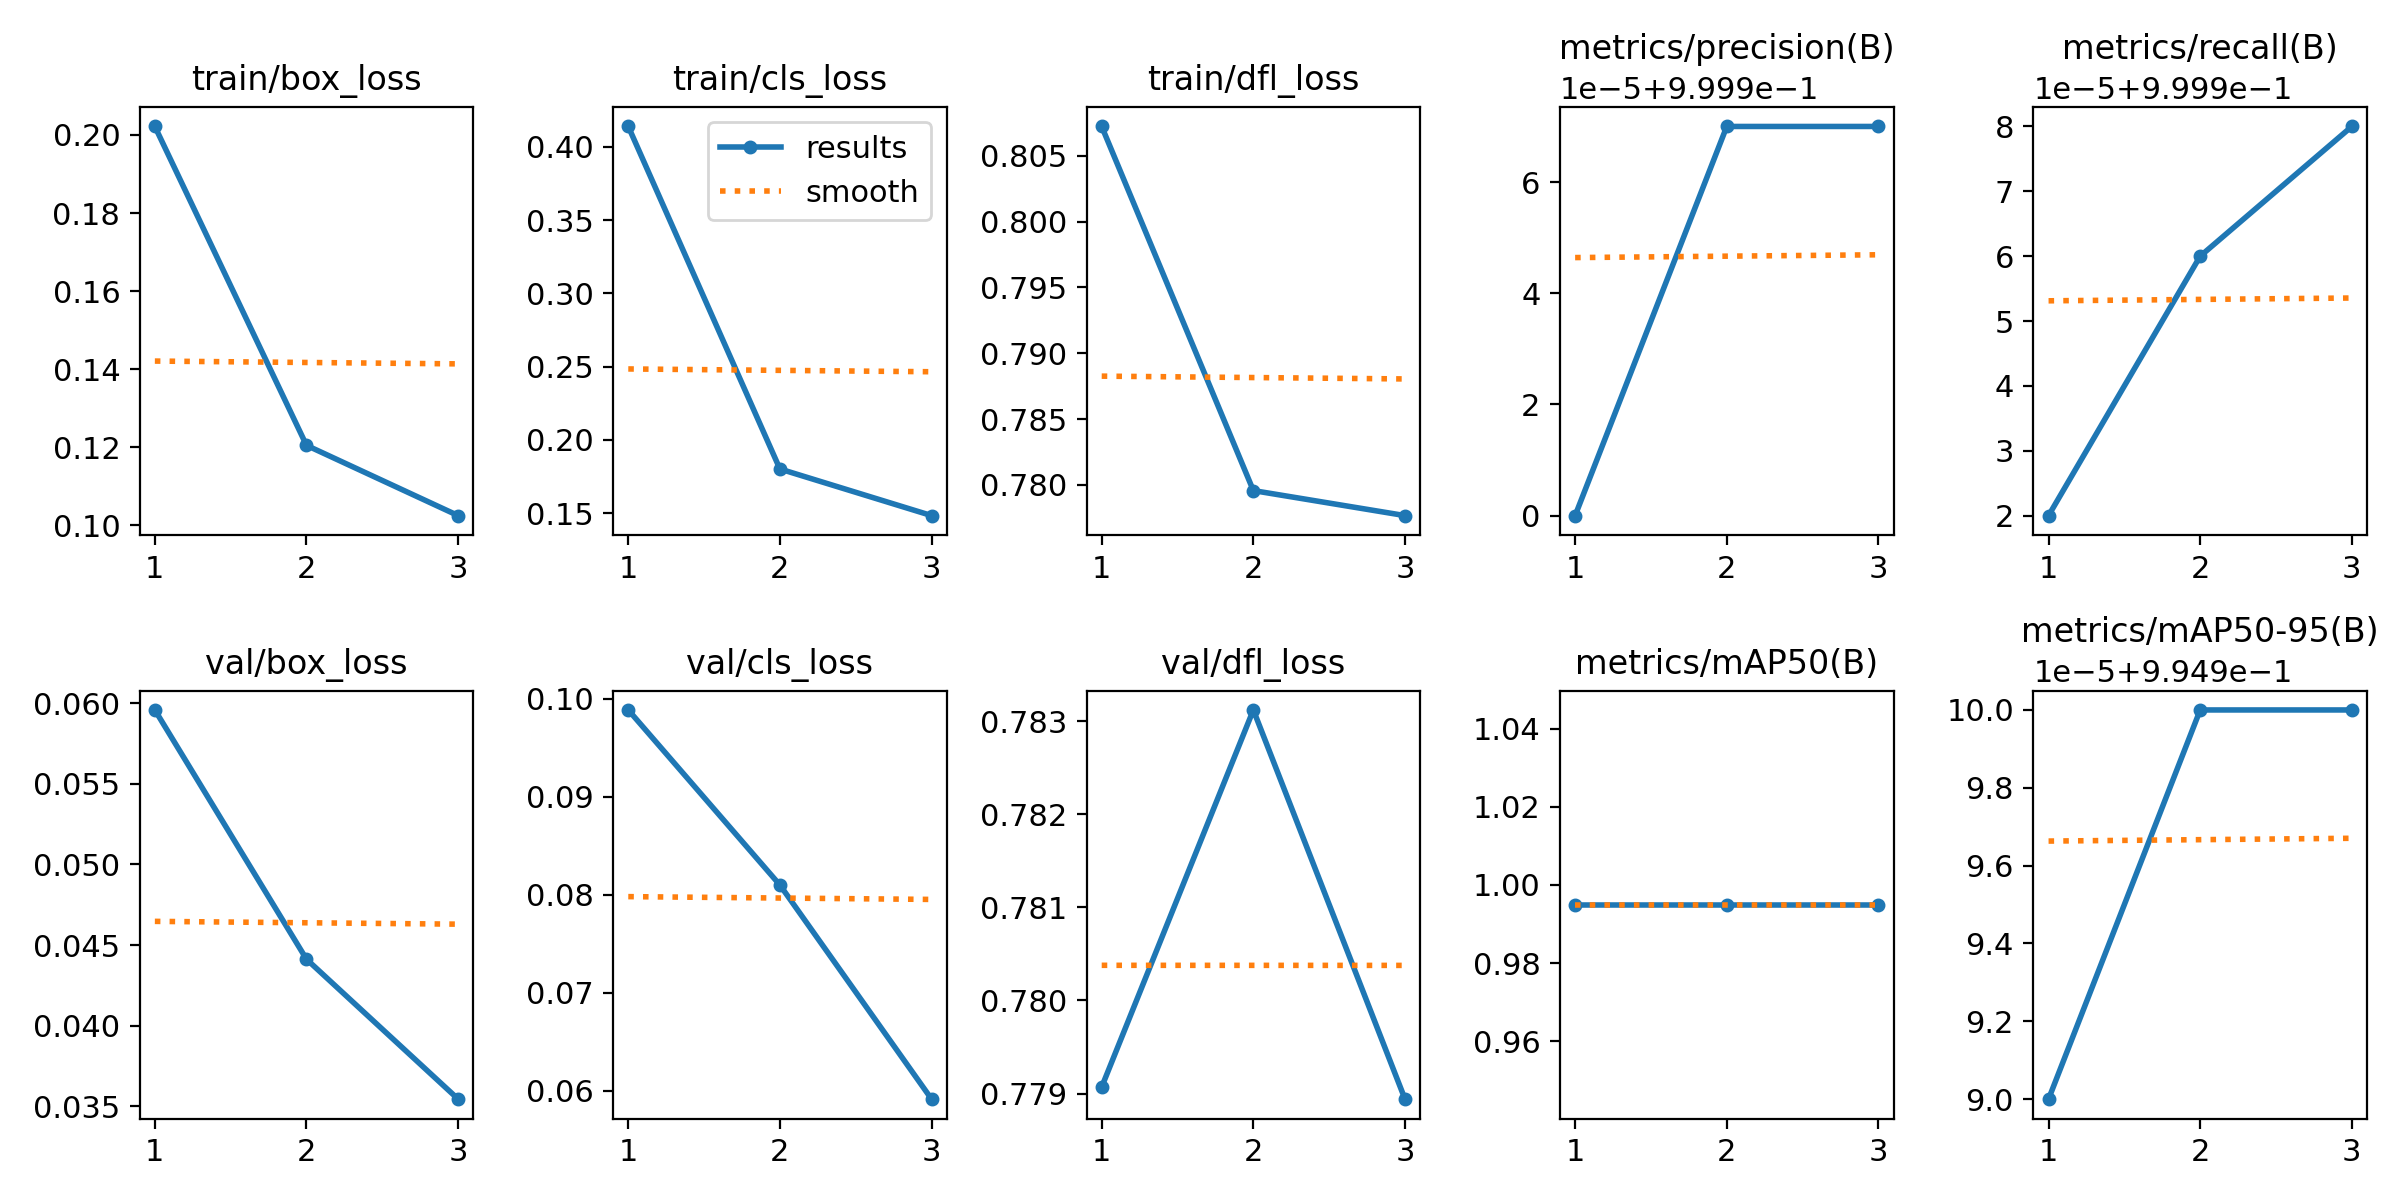 train/box_loss
0.20
0.18
0.16
0.14
0.12
0.10
1 2 3
train/cls_loss
results
smooth
0.40
0.35
0.30
0.25
0.20
0.15
1 2 3
train/dfl_loss
0.805
0.800
0.795
0.790
0.785
0.780
1 2 3
metrics/precision(B)
1e−5+9.999e−1
6
4
2
0
1 2 3
metrics/recall(B)
1e−5+9.999e−1
8
7
6
5
4
3
2
1 2 3
val/box_loss
0.060
0.055
0.050
0.045
0.040
0.035
1 2 3
val/cls_loss
0.10
0.09
0.08
0.07
0.06
1 2 3
val/dfl_loss
0.783
0.782
0.781
0.780
0.779
1 2 3
metrics/mAP50(B)
1.04
1.02
1.00
0.98
0.96
1 2 3
metrics/mAP50-95(B)
1e−5+9.949e−1
10.0
9.8
9.6
9.4
9.2
9.0
1 2 3